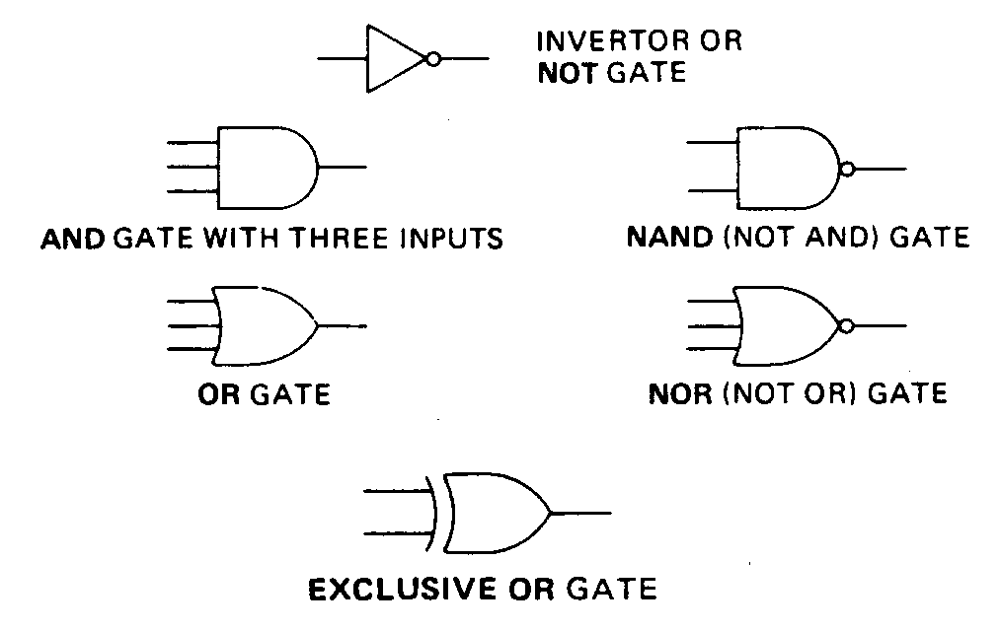 INVERTOR OR
NOT GATE
AND GATE WITH THREE INPUTS
NAND (NOT AND) GATE
OR GATE
NOR (NOT OR) GATE
EXCLUSIVE OR GATE